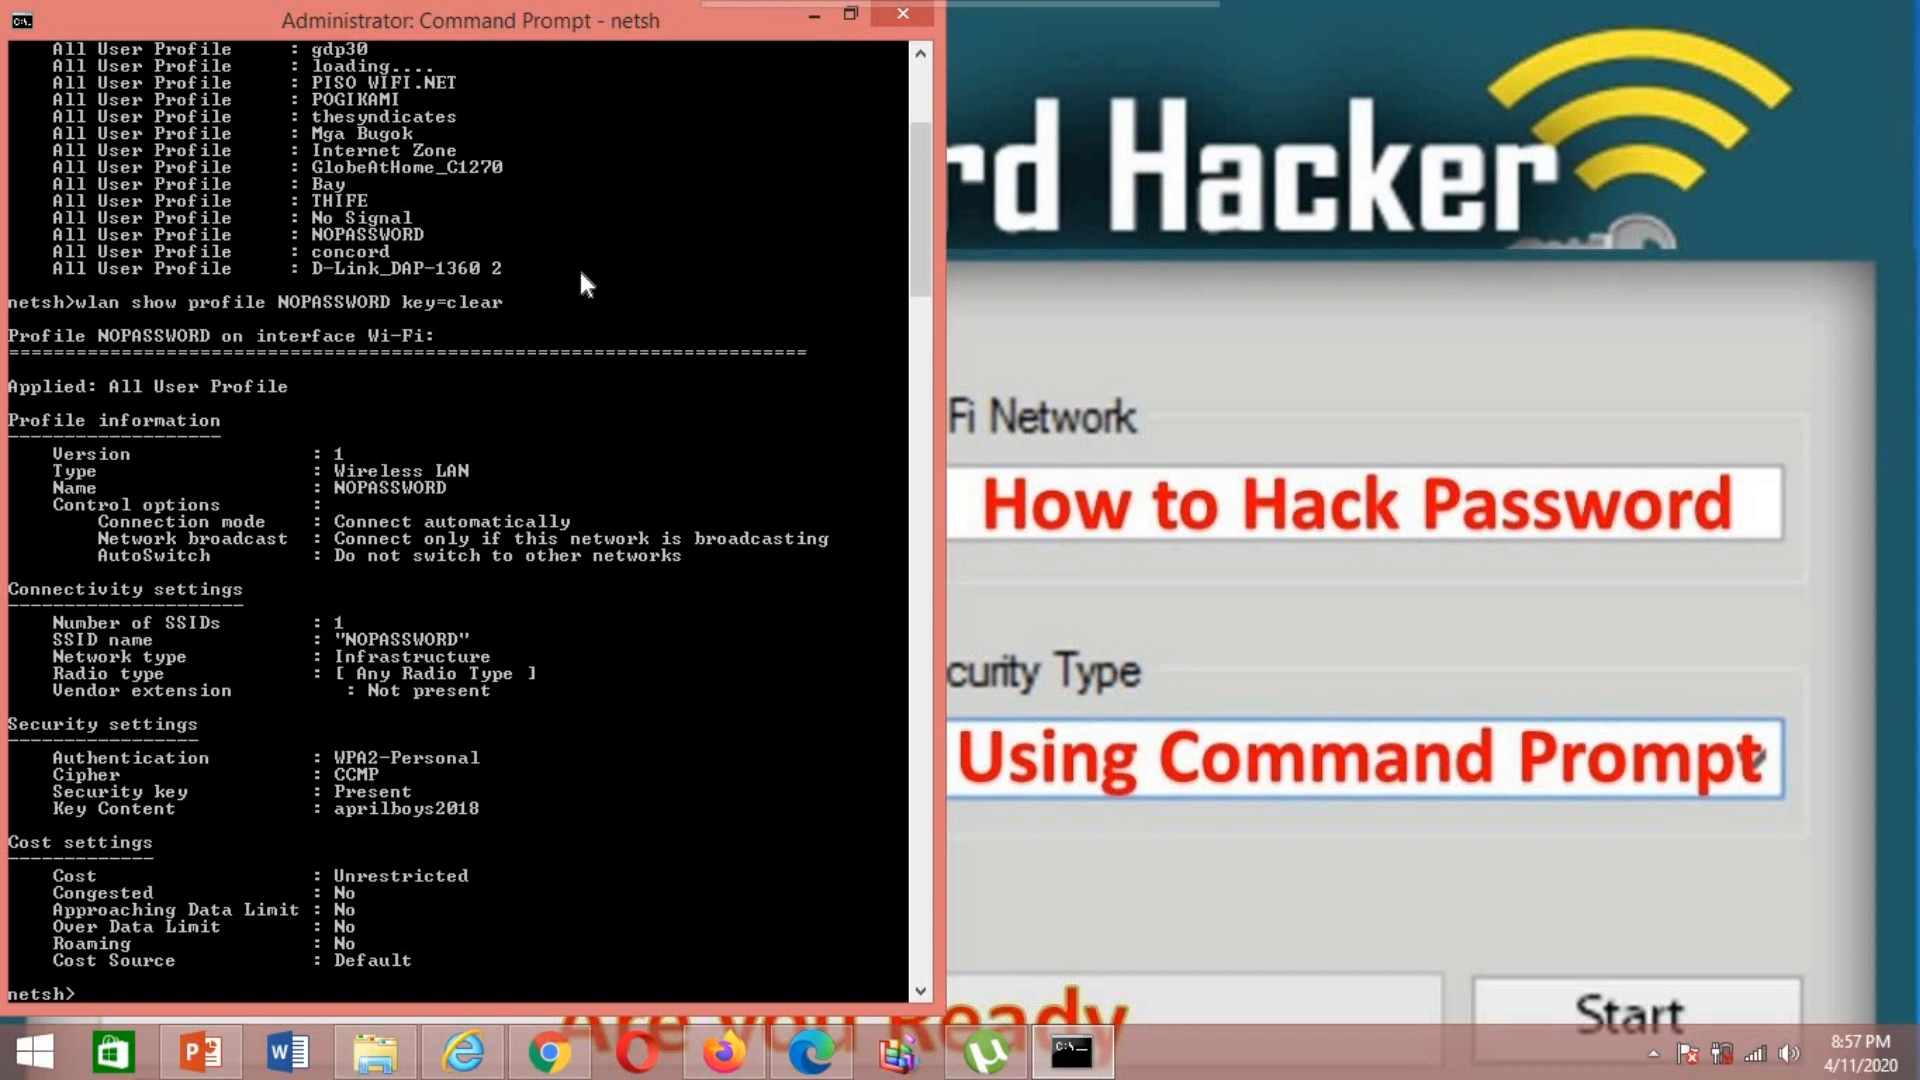 Administrator: Command Prompt - netsh
All User Profile : gdp30
All User Profile : loading....
All User Profile : PISO WIFI.NET
All User Profile : POGIKAMI
All User Profile : thesyndicates
All User Profile : Mga Bugok
All User Profile : Internet Zone
All User Profile : GlobeAtHome_C1270
All User Profile : Bay
All User Profile : THIFE
All User Profile : No Signal
All User Profile : NOPASSWORD
All User Profile : concord
All User Profile : D-Link_DAP-1360 2
netsh>wlan show profile NOPASSWORD key=clear
Profile NOPASSWORD on interface Wi-Fi:
=======================================================================
Applied: All User Profile
Profile information
-------------------
Version : 1
Type : Wireless LAN
Name : NOPASSWORD
Control options :
Connection mode : Connect automatically
Network broadcast : Connect only if this network is broadcasting
AutoSwitch : Do not switch to other networks
Connectivity settings
---------------------
Number of SSIDs : 1
SSID name : "NOPASSWORD"
Network type : Infrastructure
Radio type : [ Any Radio Type ]
Vendor extension : Not present
Security settings
-----------------
Authentication : WPA2-Personal
Cipher : CCMP
Security key : Present
Key Content : aprilboys2018
Cost settings
-------------
Cost : Unrestricted
Congested : No
Approaching Data Limit : No
Over Data Limit : No
Roaming : No
Cost Source : Default
netsh>
rd Hacker
Fi Network
How to Hack Password
curity Type
Using Command Prompt
Are you Ready
Start
8:57 PM
4/11/2020